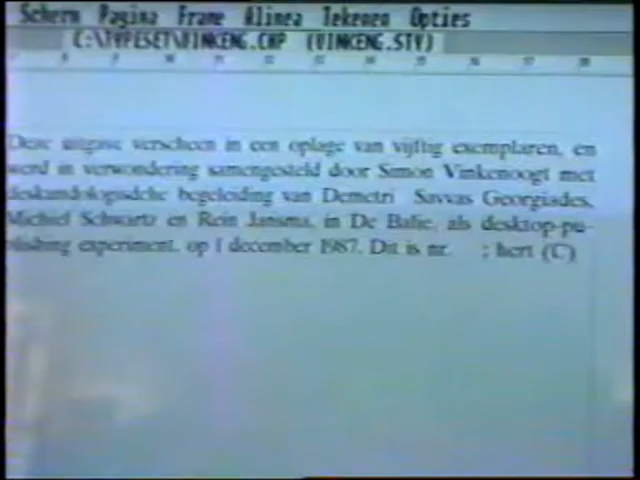 Scherm Pagina Frame Alinea Tekenen Opties
C:\TYPESET\VINKENG.CHP (VINKENG.STY)
Deze uitgave verscheen in een oplage van vijftig exemplaren, en
werd in verwondering samengesteld door Simon Vinkenoogt met
deskundologische begeleiding van Demetri Savvas Georgiades,
Michiel Schwartz en Rein Jansma, in De Balie, als desktop-pu-
blishing experiment, op 1 december 1987. Dit is nr. ; hert (C)